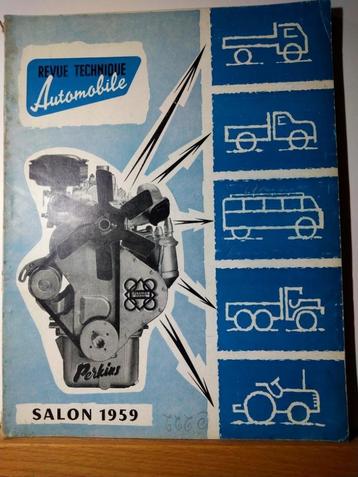 REVUE TECHNIQUE
Automobile
Perkins
SALON 1959